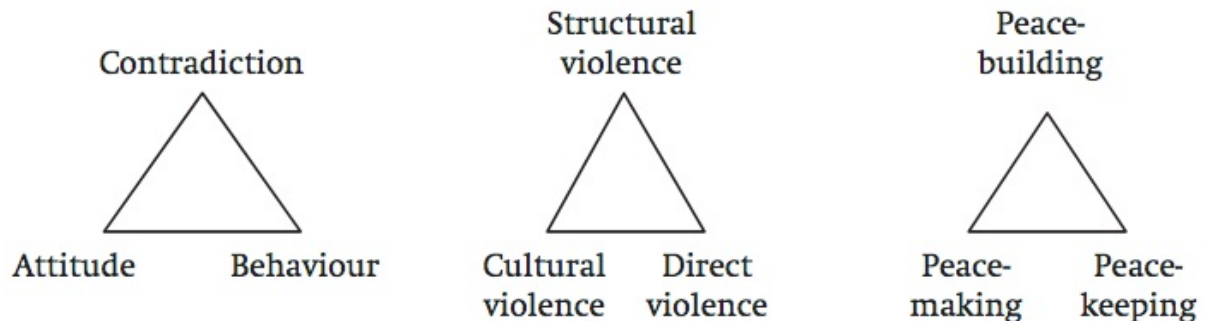 Contradiction
Attitude
Behaviour
Structural
violence
Cultural
violence
Direct
violence
Peace-
building
Peace-
making
Peace-
keeping